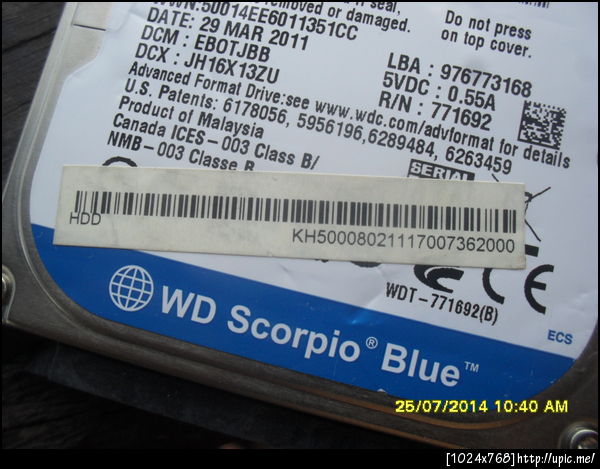 removed or damaged.
WWN:50014EE6011351CC
DATE: 29 MAR 2011
DCM : EBOTJBB
DCX : JH16X13ZU
Do not press
on top cover.
LBA : 976773168
5VDC : 0.55A
R/N : 771692
Advanced Format Drive:see www.wdc.com/advformat for details
U.S. Patents: 6178056, 5956196,6289484, 6263459
Product of Malaysia
Canada ICES-003 Class B/
NMB-003 Classe B
SERIAL
HDD
KH50008021117007362000
WDT-771692(B)
WD Scorpio® Blue™
ECS
25/07/2014 10:40 AM
[1024x768]http://upic.me/